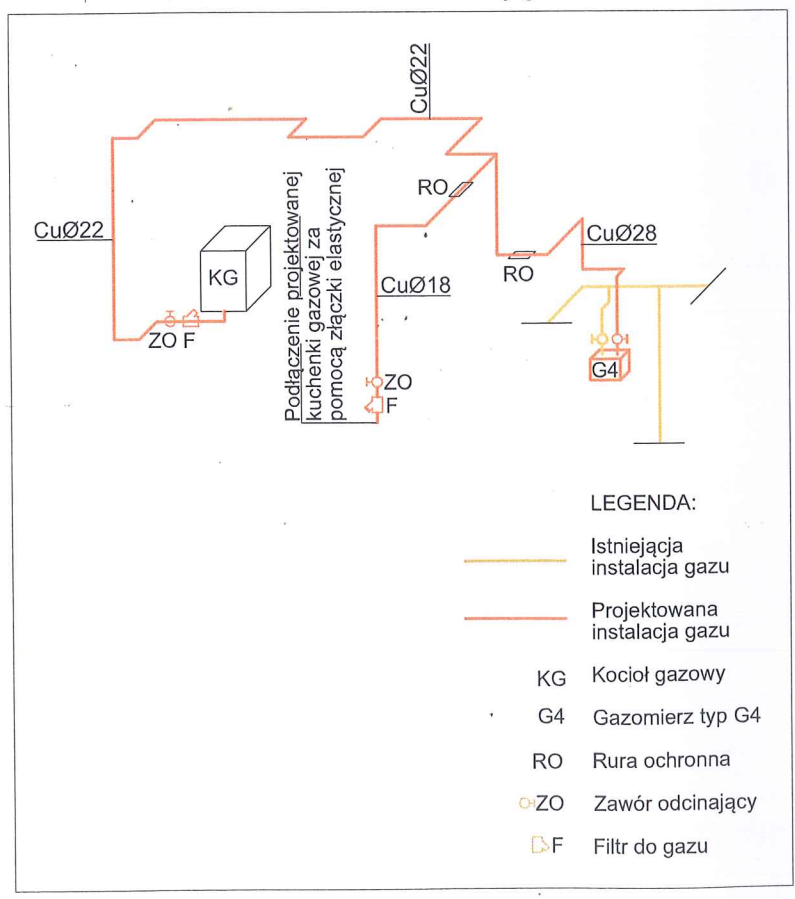 CuØ22
CuØ22
KG
ZO F
Podłączenie projektowanej
kuchenki gazowej za
pomocą złączki elastycznej
RO
CuØ18
ZO
F
RO
CuØ28
G4
LEGENDA:
Istniejącja
instalacja gazu
Projektowana
instalacja gazu
KG Kocioł gazowy
G4 Gazomierz typ G4
RO Rura ochronna
ZO Zawór odcinający
F Filtr do gazu